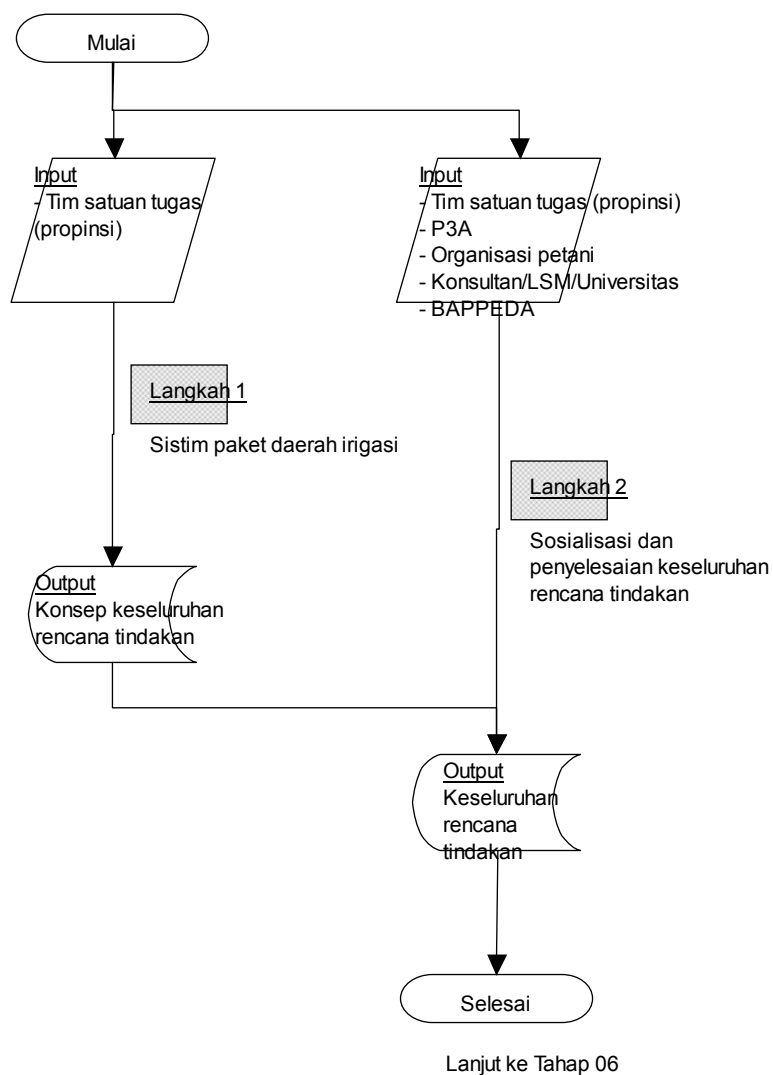 Mulai
Input
- Tim satuan tugas
(propinsi)
Input
- Tim satuan tugas (propinsi)
- P3A
- Organisasi petani
- Konsultan/LSM/Universitas
- BAPPEDA
Langkah 1
Sistim paket daerah irigasi
Langkah 2
Sosialisasi dan
penyelesaian keseluruhan
rencana tindakan
Output
Konsep keseluruhan
rencana tindakan
Output
Keseluruhan
rencana
tindakan
Selesai
Lanjut ke Tahap 06